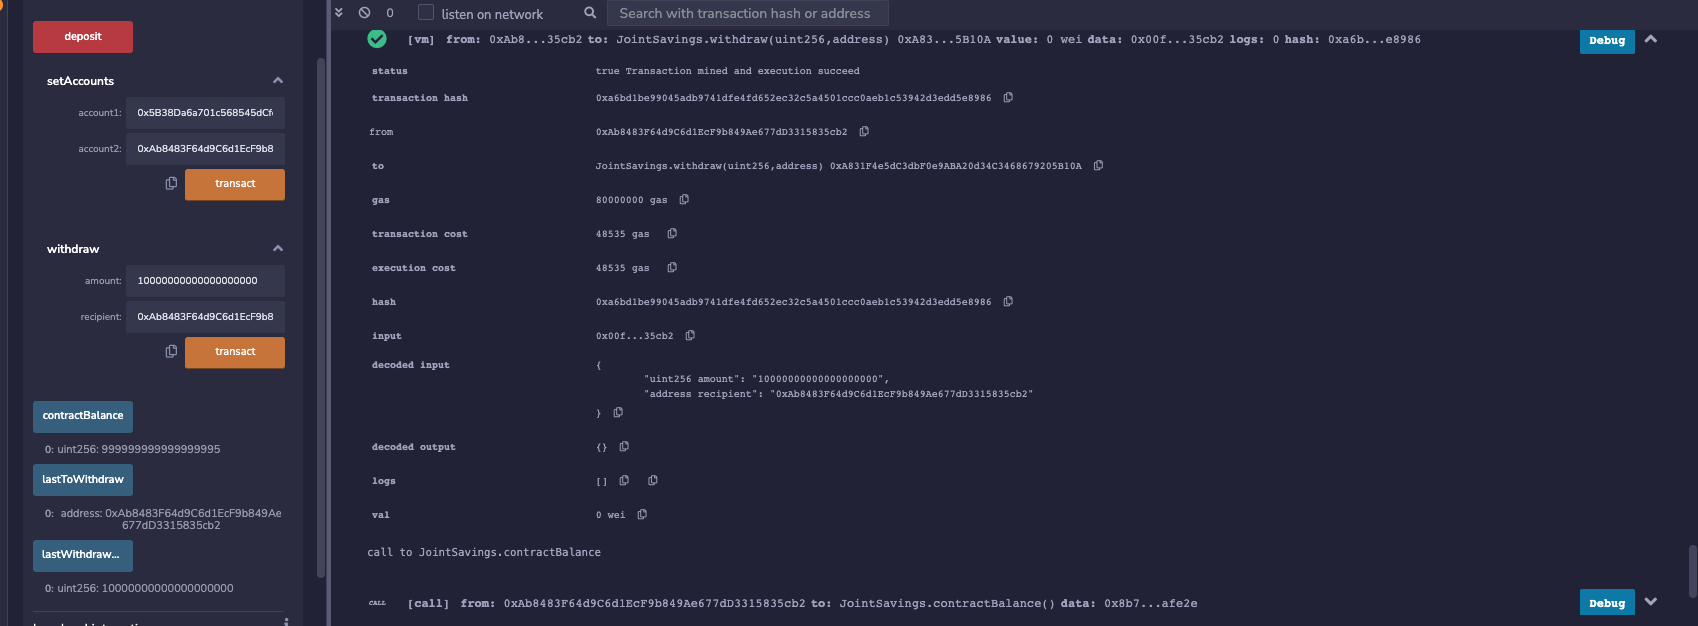 deposit
setAccounts
account1: 0x5B38Da6a701c568545dCf
account2: 0xAb8483F64d9C6d1EcF9b8
transact
withdraw
amount: 10000000000000000000
recipient: 0xAb8483F64d9C6d1EcF9b8
transact
contractBalance
0: uint256: 999999999999999995
lastToWithdraw
0: address: 0xAb8483F64d9C6d1EcF9b849Ae
677dD3315835cb2
lastWithdraw...
0: uint256: 10000000000000000000
0 listen on network Search with transaction hash or address
[vm] from: 0xAb8...35cb2 to: JointSavings.withdraw(uint256,address) 0xA83...5B10A value: 0 wei data: 0x00f...35cb2 logs: 0 hash: 0xa6b...e8986 Debug
status true Transaction mined and execution succeed
transaction hash 0xa6bd1be99045adb9741dfe4fd652ec32c5a4501ccc0aeb1c53942d3edd5e8986
from 0xAb8483F64d9C6d1EcF9b849Ae677dD3315835cb2
to JointSavings.withdraw(uint256,address) 0xA831F4e5dC3dbF0e9ABA20d34C3468679205B10A
gas 80000000 gas
transaction cost 48535 gas
execution cost 48535 gas
hash 0xa6bd1be99045adb9741dfe4fd652ec32c5a4501ccc0aeb1c53942d3edd5e8986
input 0x00f...35cb2
decoded input {
"uint256 amount": "10000000000000000000",
"address recipient": "0xAb8483F64d9C6d1EcF9b849Ae677dD3315835cb2"
}
decoded output {}
logs []
val 0 wei
call to JointSavings.contractBalance
CALL [call] from: 0xAb8483F64d9C6d1EcF9b849Ae677dD3315835cb2 to: JointSavings.contractBalance() data: 0x8b7...afe2e Debug